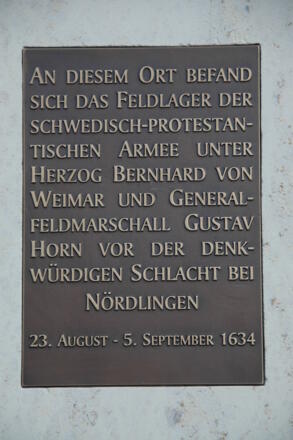 An diesem Ort befand
sich das Feldlager der
schwedisch-protestan-
tischen Armee unter
Herzog Bernhard von
Weimar und General-
feldmarschall Gustav
Horn vor der denk-
würdigen Schlacht bei
Nördlingen
23. August - 5. September 1634